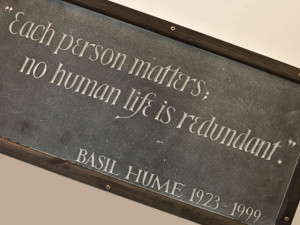 "Each person matters;
no human life is redundant."
BASIL HUME 1923-1999